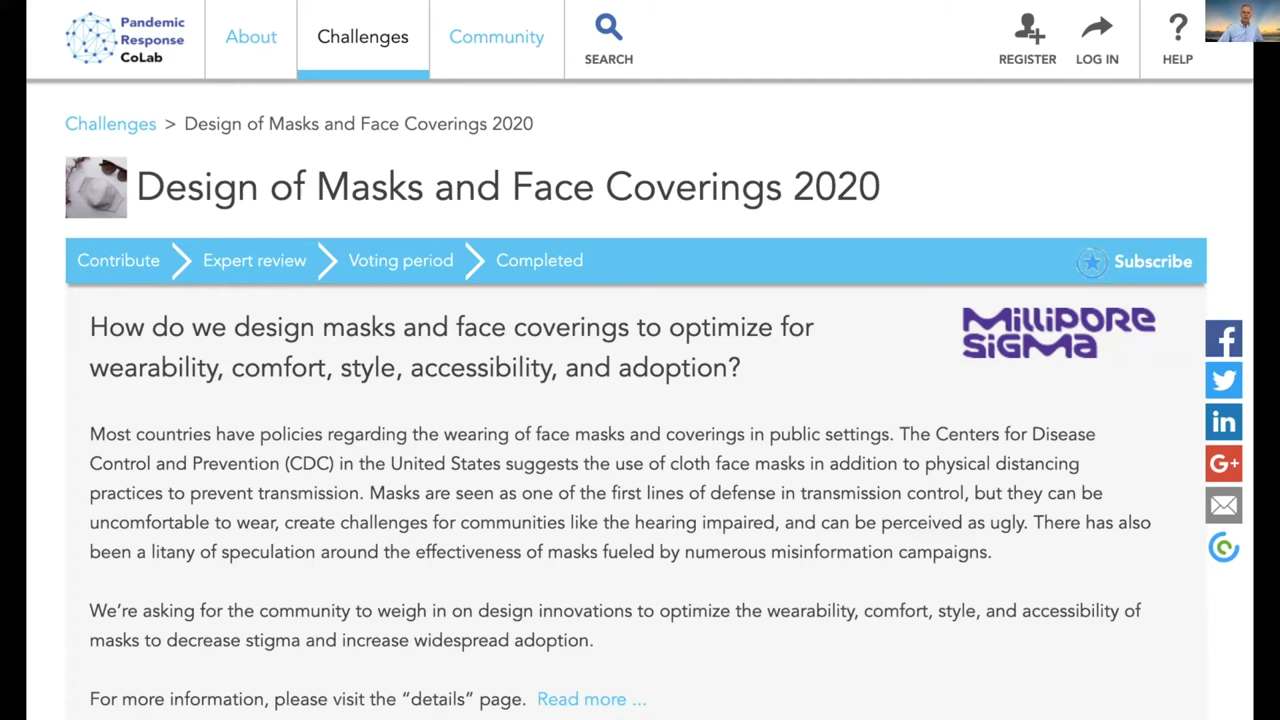 Pandemic
Response
CoLab
About
Challenges
Community
SEARCH
REGISTER
LOG IN
?
HELP
Challenges > Design of Masks and Face Coverings 2020
Design of Masks and Face Coverings 2020
Contribute
Expert review
Voting period
Completed
Subscribe
How do we design masks and face coverings to optimize for
wearability, comfort, style, accessibility, and adoption?
MilliPORE
SIGMA
Most countries have policies regarding the wearing of face masks and coverings in public settings. The Centers for Disease
Control and Prevention (CDC) in the United States suggests the use of cloth face masks in addition to physical distancing
practices to prevent transmission. Masks are seen as one of the first lines of defense in transmission control, but they can be
uncomfortable to wear, create challenges for communities like the hearing impaired, and can be perceived as ugly. There has also
been a litany of speculation around the effectiveness of masks fueled by numerous misinformation campaigns.
We’re asking for the community to weigh in on design innovations to optimize the wearability, comfort, style, and accessibility of
masks to decrease stigma and increase widespread adoption.
For more information, please visit the “details” page. Read more ...
f
in
G+